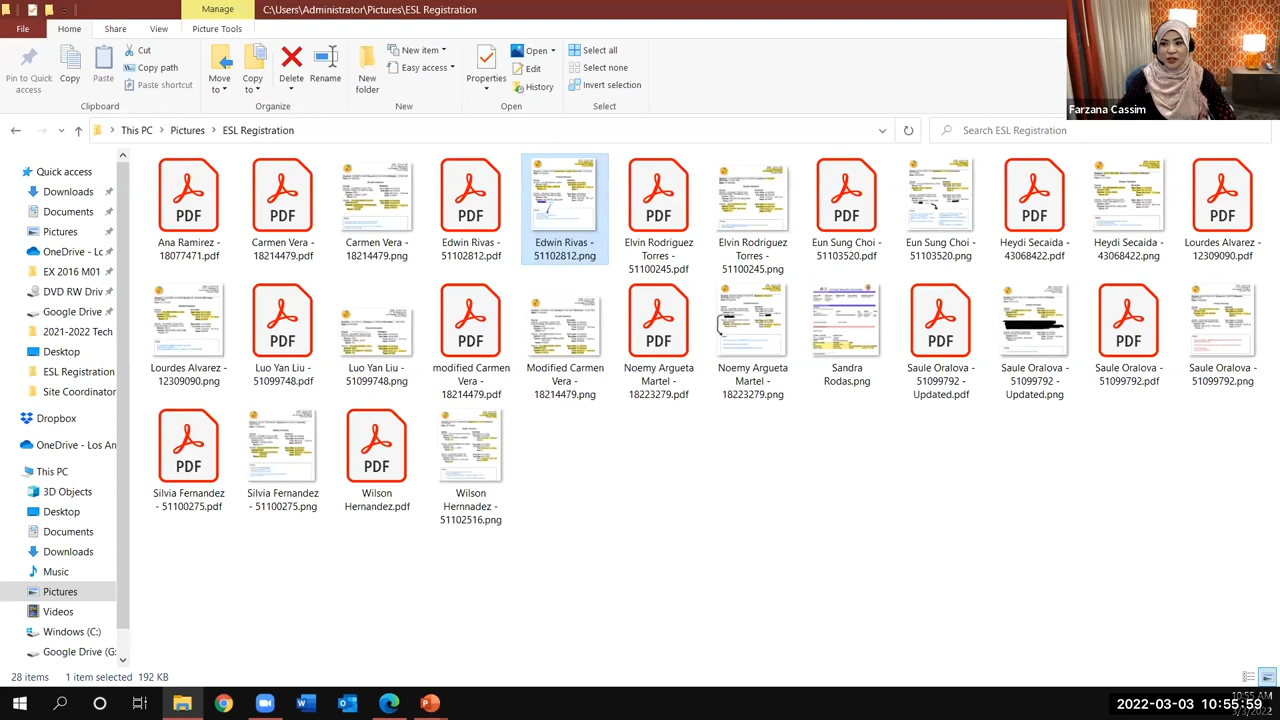 Manage
C:\Users\Administrator\Pictures\ESL Registration
File
Home
Share
View
Picture Tools
Pin to Quick access
Copy
Paste
Cut
Copy path
Paste shortcut
Clipboard
Move to
Copy to
Delete
Rename
Organize
New folder
New item
Easy access
New
Properties
Open
Edit
History
Open
Select all
Select none
Invert selection
Select
Farzana Cassim
This PC
Pictures
ESL Registration
Search ESL Registration
Quick access
Downloads
Documents
Pictures
OneDrive - Lc
EX 2016 M01
DVD RW Driv
Google Drive
2021-2022 Tech
Desktop
ESL Registration
Site Coordinator
Dropbox
OneDrive - Los An
This PC
3D Objects
Desktop
Documents
Downloads
Music
Pictures
Videos
Windows (C:)
Google Drive (G:
PDF
Ana Ramirez -
18077471.pdf
PDF
Carmen Vera -
18214479.pdf
Carmen Vera -
18214479.png
PDF
Edwin Rivas -
51102812.pdf
Edwin Rivas -
51102812.png
PDF
Elvin Rodriguez
Torres -
51100245.pdf
Elvin Rodriguez
Torres -
51100245.png
PDF
Eun Sung Choi -
51103520.pdf
Eun Sung Choi -
51103520.png
PDF
Heydi Secaida -
43068422.pdf
Heydi Secaida -
43068422.png
PDF
Lourdes Alvarez -
12309090.pdf
Lourdes Alvarez -
12309090.png
PDF
Luo Yan Liu -
51099748.pdf
Luo Yan Liu -
51099748.png
PDF
modified Carmen
Vera -
18214479.pdf
Modified Carmen
Vera -
18214479.png
PDF
Noemy Argueta
Martel -
18223279.pdf
Noemy Argueta
Martel -
18223279.png
Sandra
Rodas.png
PDF
Saule Oralova -
51099792 -
Updated.pdf
Saule Oralova -
51099792 -
Updated.png
PDF
Saule Oralova -
51099792.pdf
Saule Oralova -
51099792.png
PDF
Silvia Fernandez
- 51100275.pdf
Silvia Fernandez
- 51100275.png
PDF
Wilson
Hernandez.pdf
Wilson
Hernnadez -
51102516.png
28 items
1 item selected 192 KB
10:55 AM
2022-03-03 10:55:59
3/3/2022